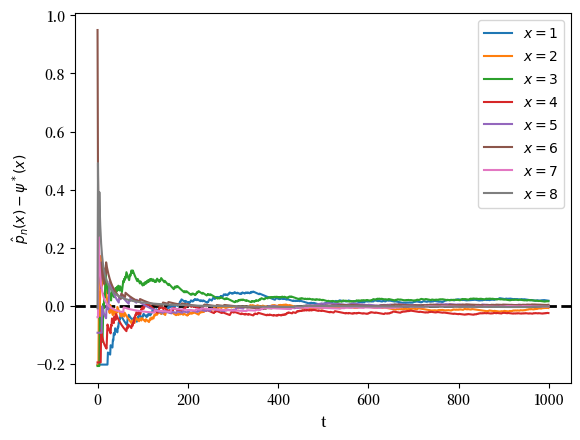 1.0
0.8
0.6
0.4
0.2
0.0
−0.2
p̂ₙ(x) − ψ*(x)
0
200
400
600
800
1000
t
x = 1
x = 2
x = 3
x = 4
x = 5
x = 6
x = 7
x = 8